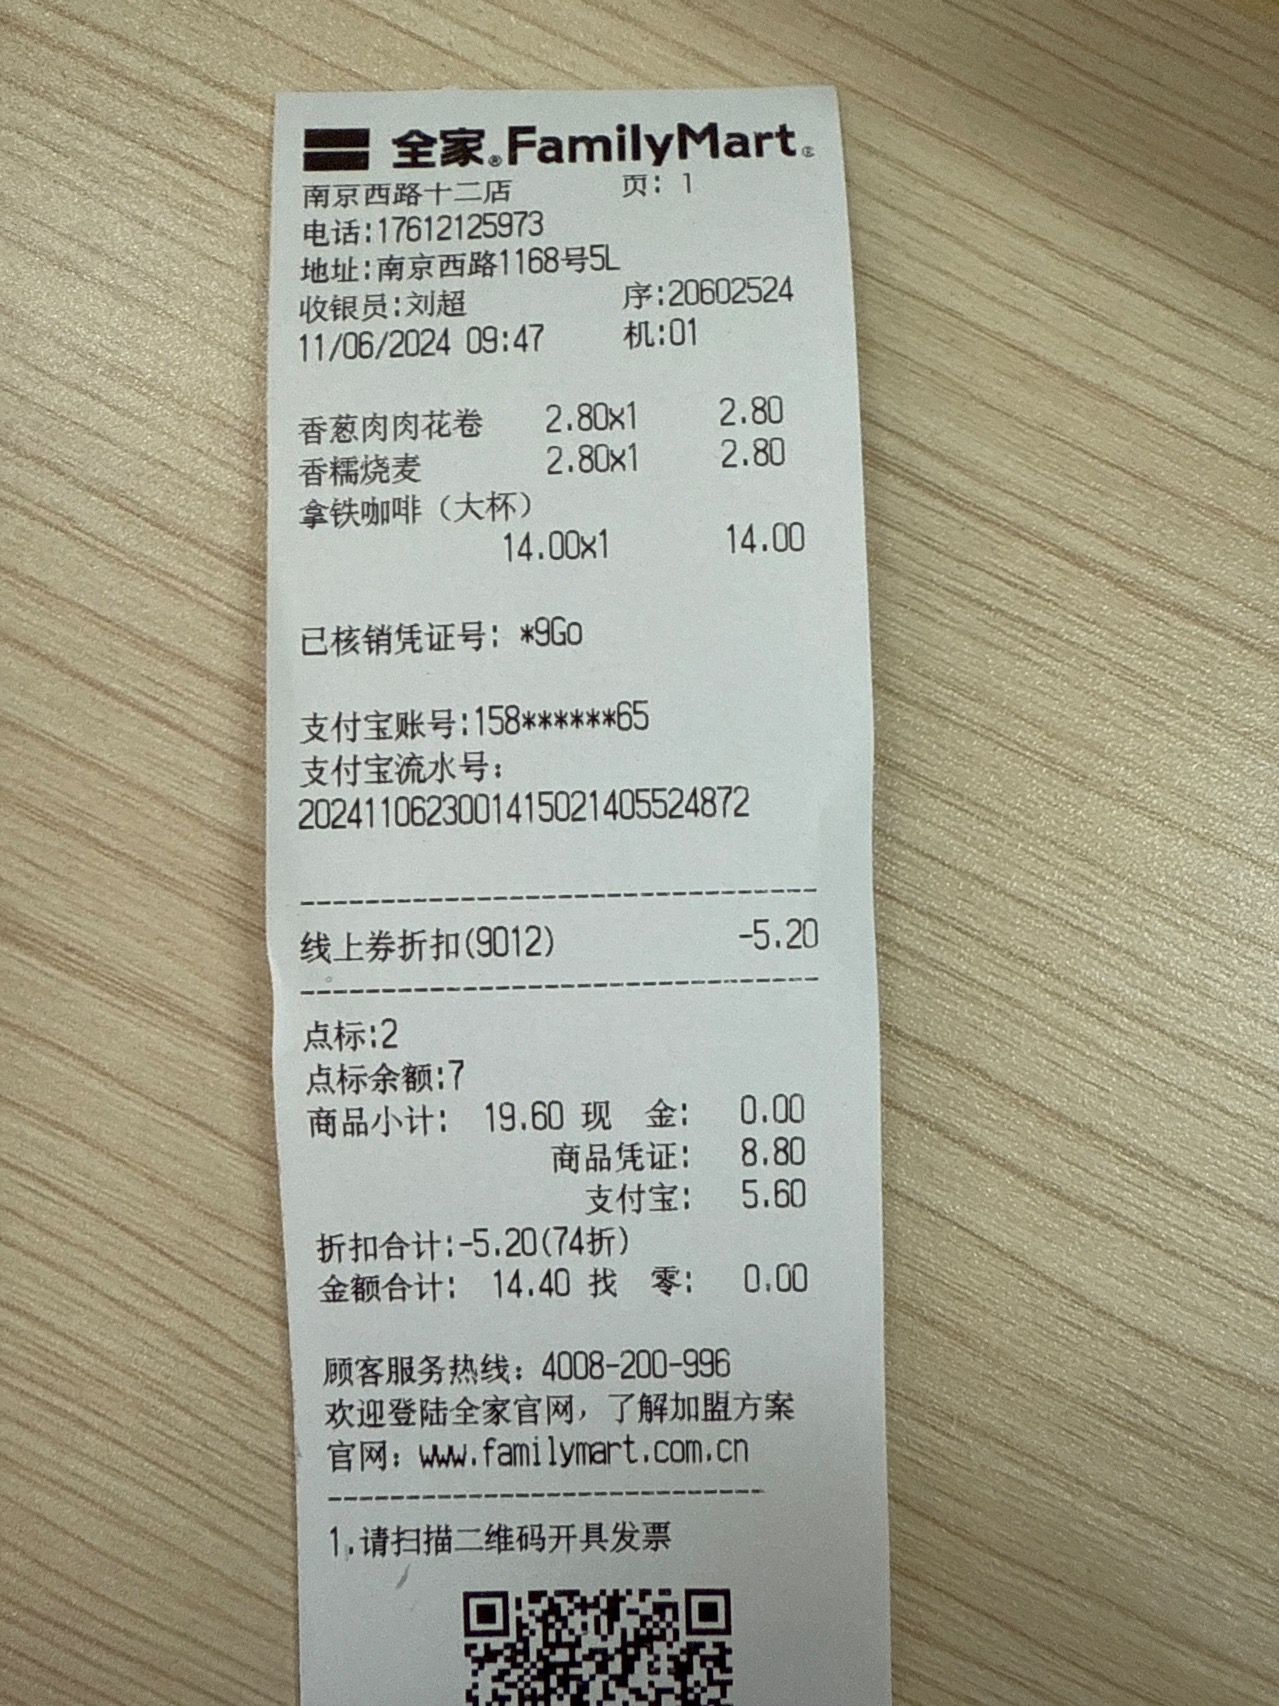 全家®FamilyMart®
南京西路十二店 页: 1
电话:17612125973
地址:南京西路1168号5L
收银员:刘超 序:20602524
11/06/2024 09:47 机:01
香葱肉肉花卷 2.80x1 2.80
香糯烧麦 2.80x1 2.80
拿铁咖啡（大杯）
14.00x1 14.00
已核销凭证号: *9Go
支付宝账号:158******65
支付宝流水号:
2024110623001415021405524872
线上券折扣(9012) -5.20
点标:2
点标余额:7
商品小计: 19.60 现 金: 0.00
商品凭证: 8.80
支付宝: 5.60
折扣合计:-5.20(74折)
金额合计: 14.40 找 零: 0.00
顾客服务热线: 4008-200-996
欢迎登陆全家官网，了解加盟方案
官网: www.familymart.com.cn
1.请扫描二维码开具发票